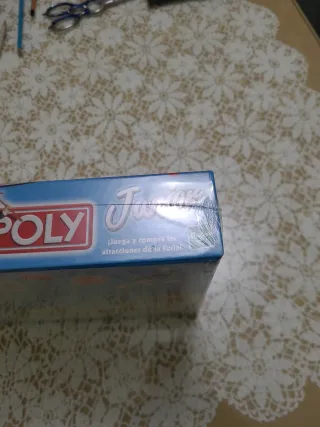 POLY
Junior
¡Juega y compra las
atracciones de la feria!